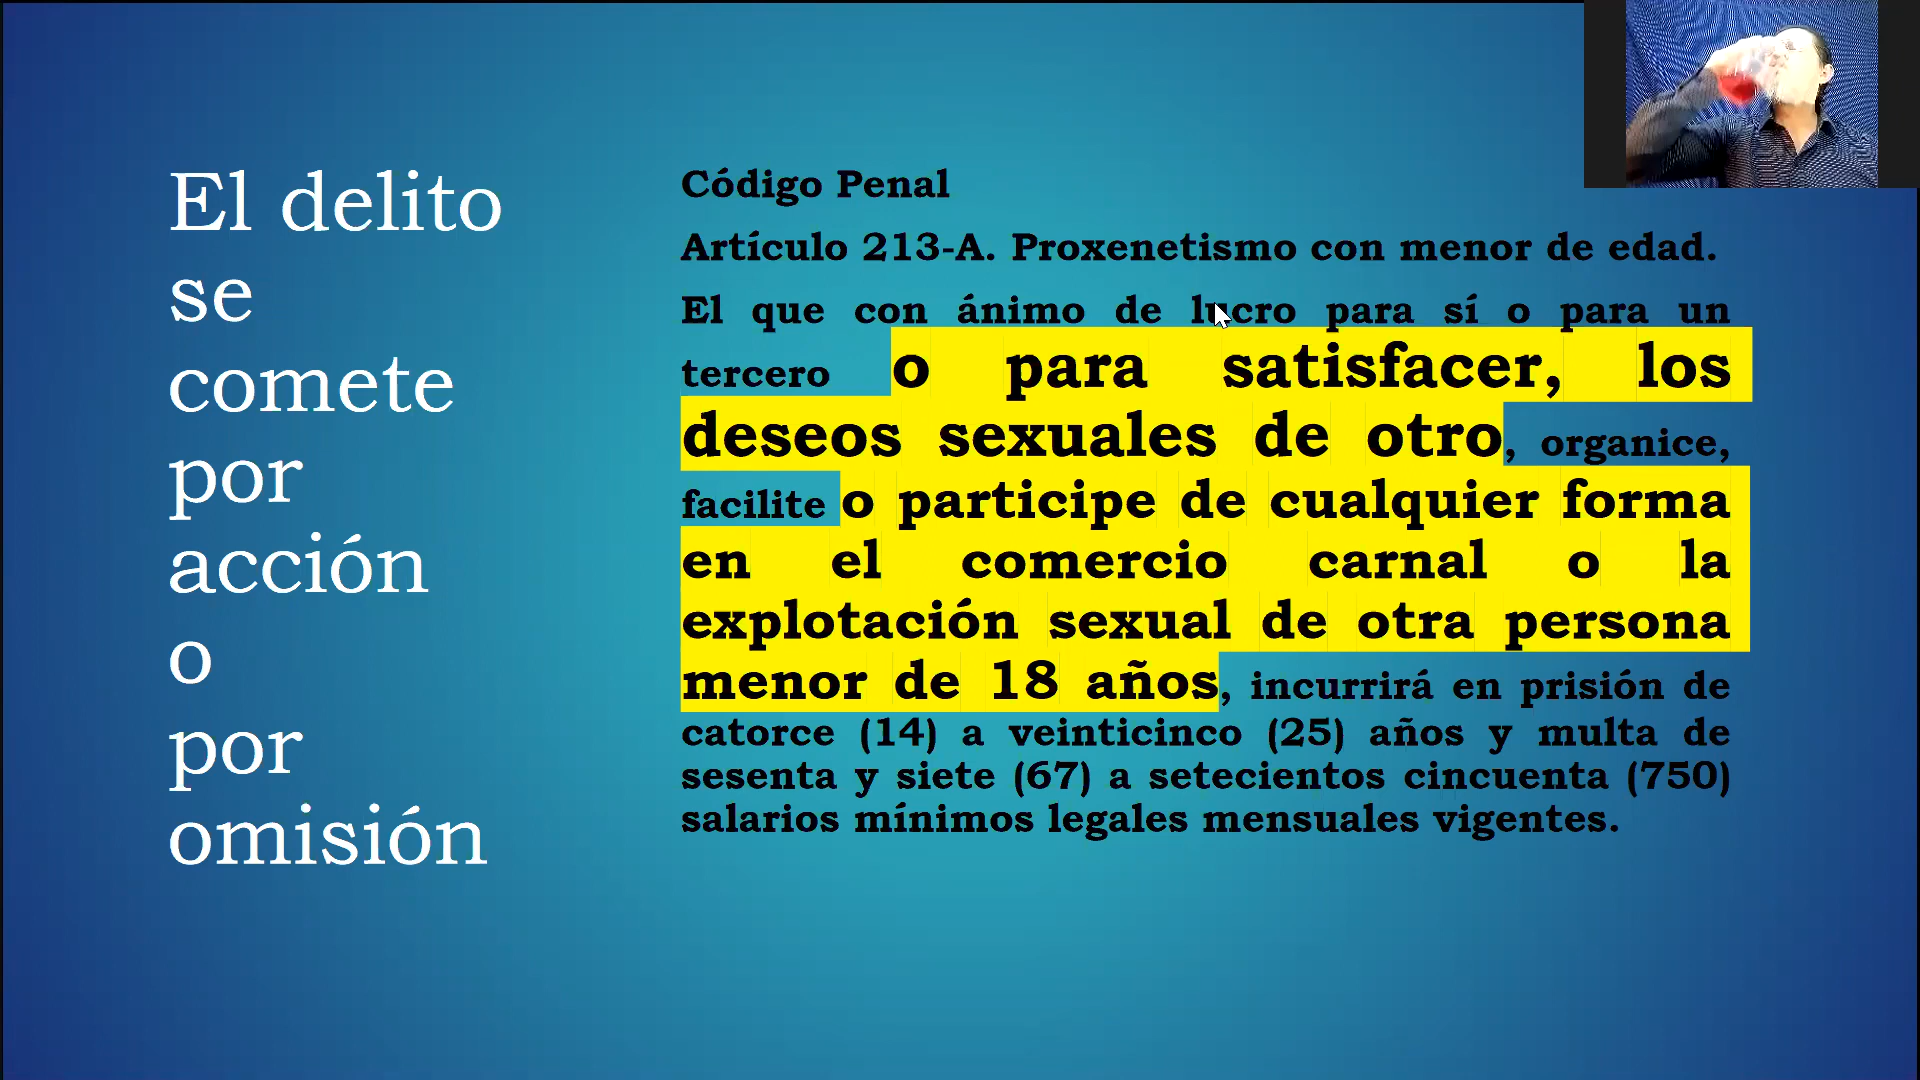 El delito
se
comete
por
acción
o
por
omisión
Código Penal
Artículo 213-A. Proxenetismo con menor de edad.
El que con ánimo de lucro para sí o para un
tercero o para satisfacer, los
deseos sexuales de otro, organice,
facilite o participe de cualquier forma
en el comercio carnal o la
explotación sexual de otra persona
menor de 18 años, incurrirá en prisión de
catorce (14) a veinticinco (25) años y multa de
sesenta y siete (67) a setecientos cincuenta (750)
salarios mínimos legales mensuales vigentes.